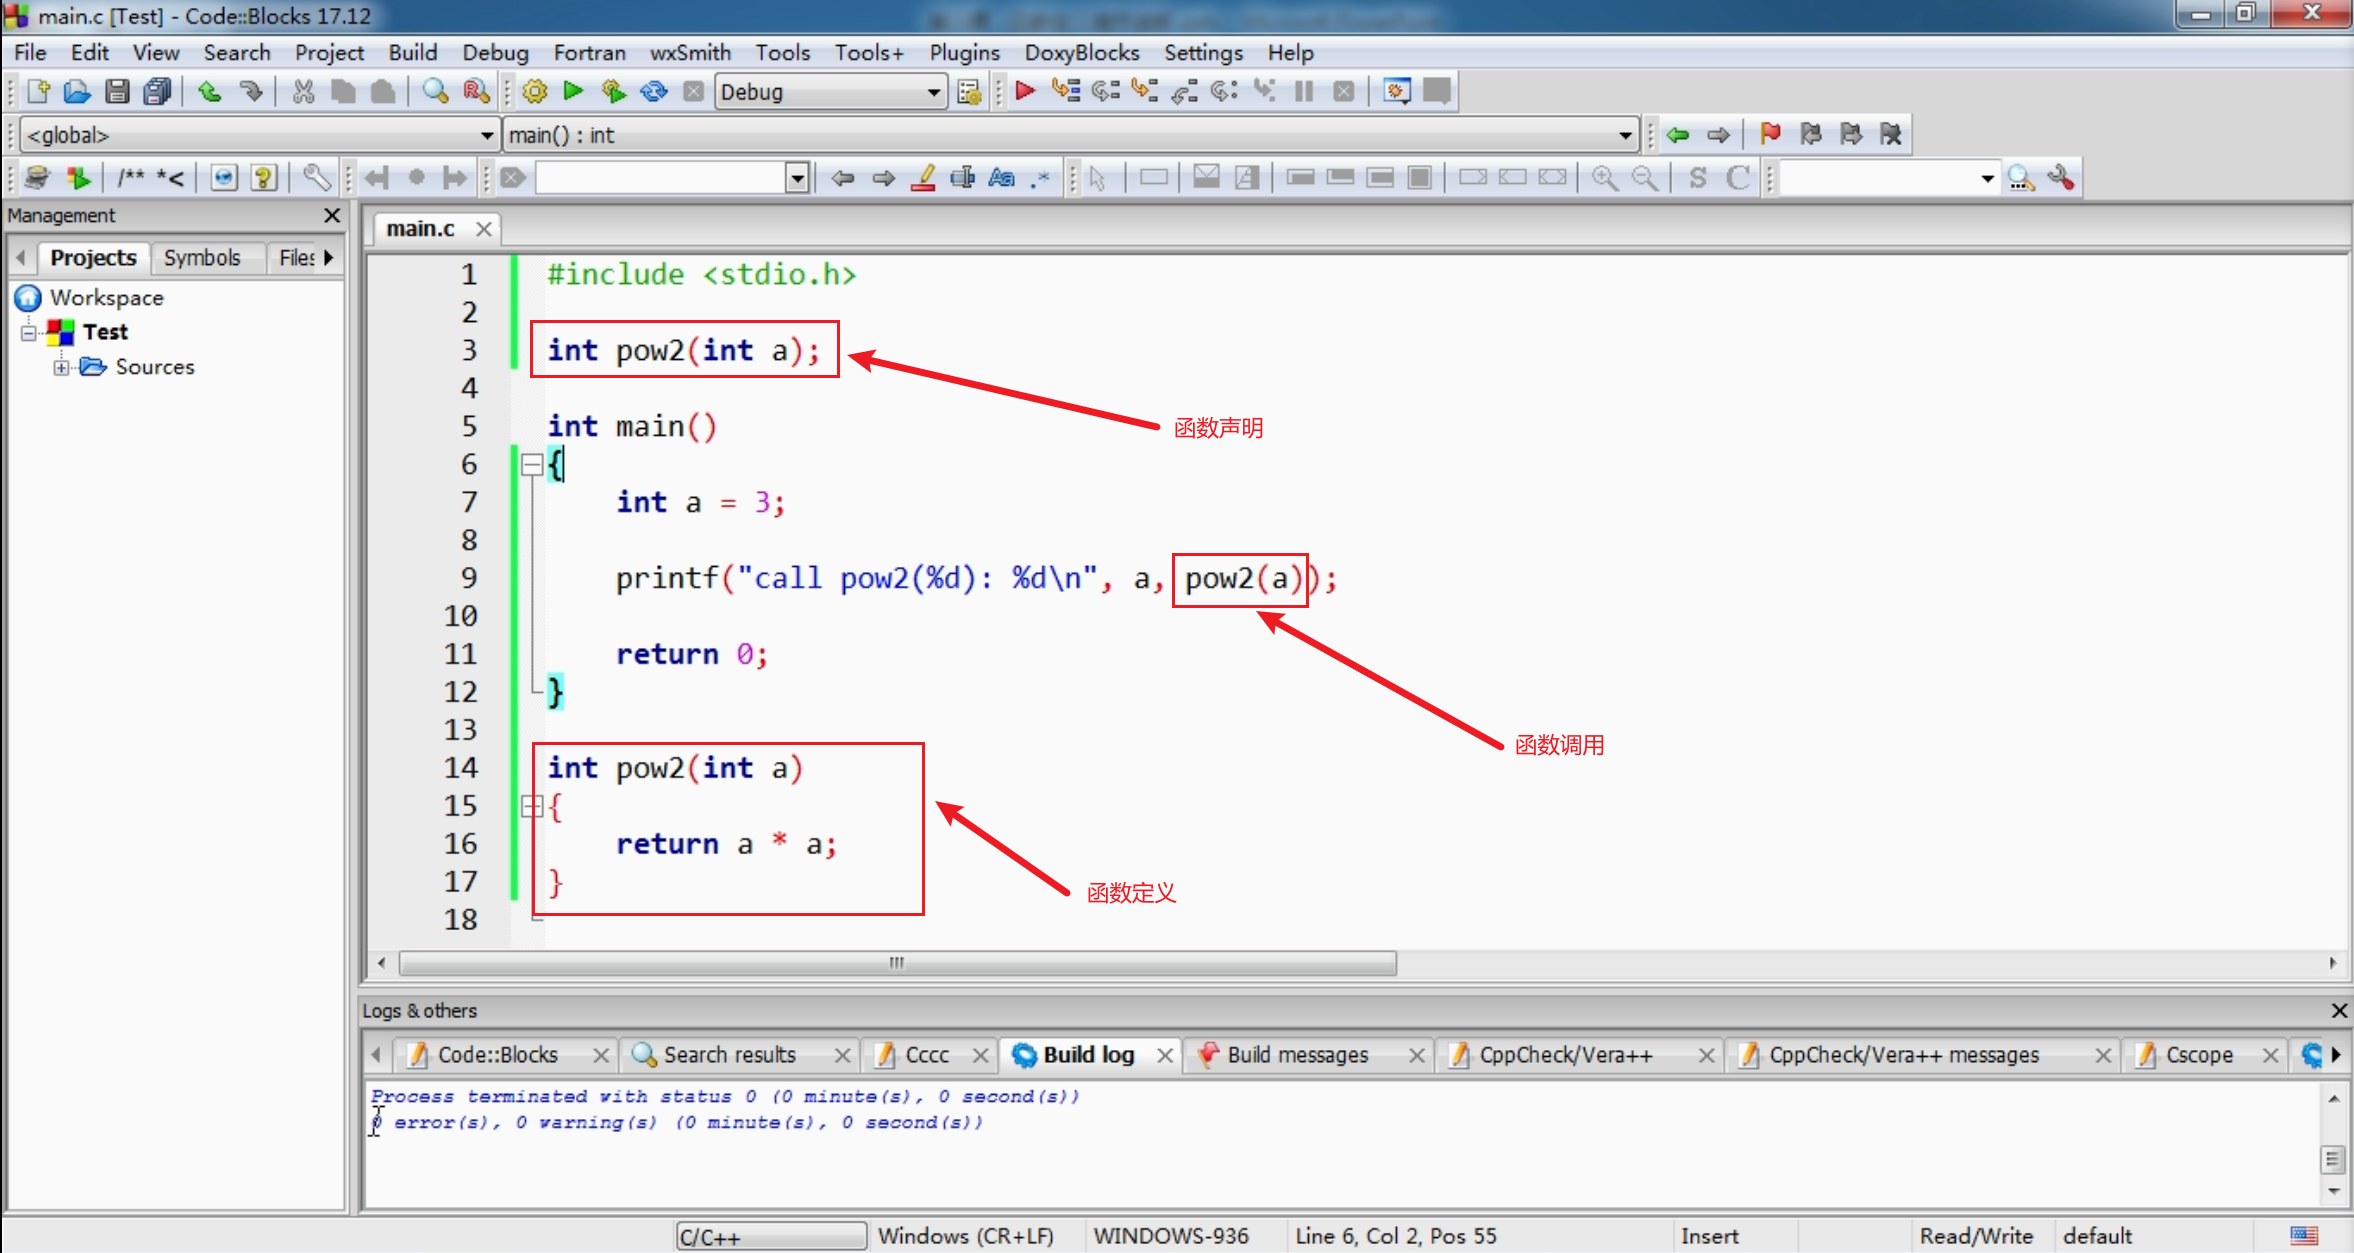 main.c [Test] - Code::Blocks 17.12
File Edit View Search Project Build Debug Fortran wxSmith Tools Tools+ Plugins DoxyBlocks Settings Help
Debug
<global> main() : int
/** *<
S C
Management
main.c
Projects Symbols Files
Workspace
Test
Sources
1 #include <stdio.h>
2
3 int pow2(int a);
4
函数声明
5 int main()
6 {
7 int a = 3;
8
9 printf("call pow2(%d): %d\n", a, pow2(a));
10
11 return 0;
12 }
13
函数调用
14 int pow2(int a)
15 {
16 return a * a;
17 }
函数定义
18
Logs & others
Code::Blocks Search results Cccc Build log Build messages CppCheck/Vera++ CppCheck/Vera++ messages Cscope
Process terminated with status 0 (0 minute(s), 0 second(s))
0 error(s), 0 warning(s) (0 minute(s), 0 second(s))
C/C++ Windows (CR+LF) WINDOWS-936 Line 6, Col 2, Pos 55 Insert Read/Write default